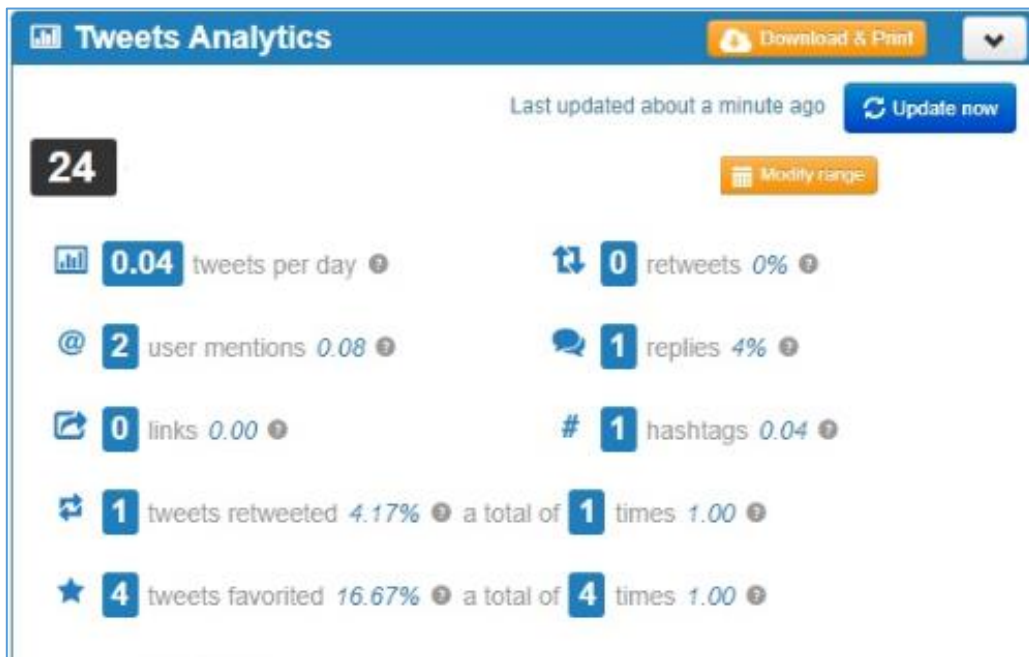 Tweets Analytics Download & Print
Last updated about a minute ago Update now
24 Modify range
0.04 tweets per day 0 retweets 0%
@ 2 user mentions 0.08 1 replies 4%
0 links 0.00 # 1 hashtags 0.04
1 tweets retweeted 4.17% a total of 1 times 1.00
4 tweets favorited 16.67% a total of 4 times 1.00